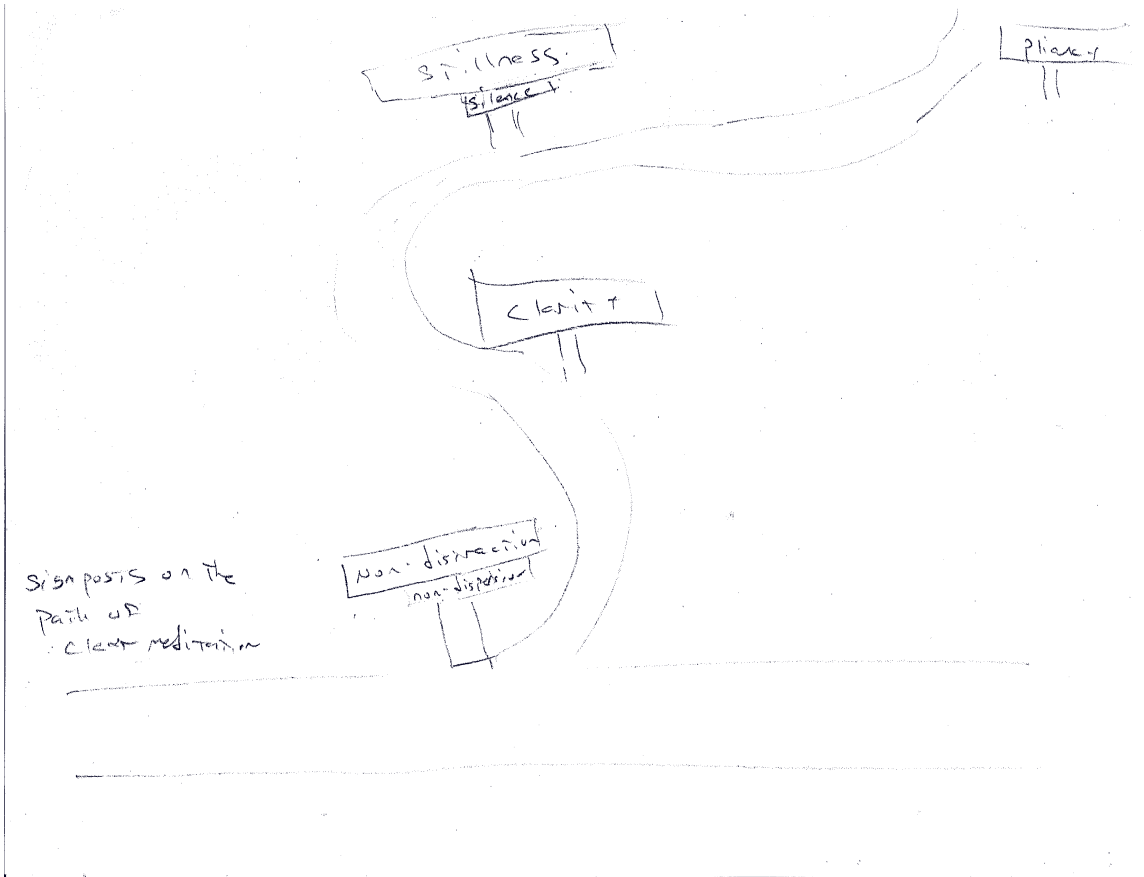 Stillness.
Silence
Pliancy
Clarity
Non-distraction
non-dispersion
Signposts on the
path of
clear meditation